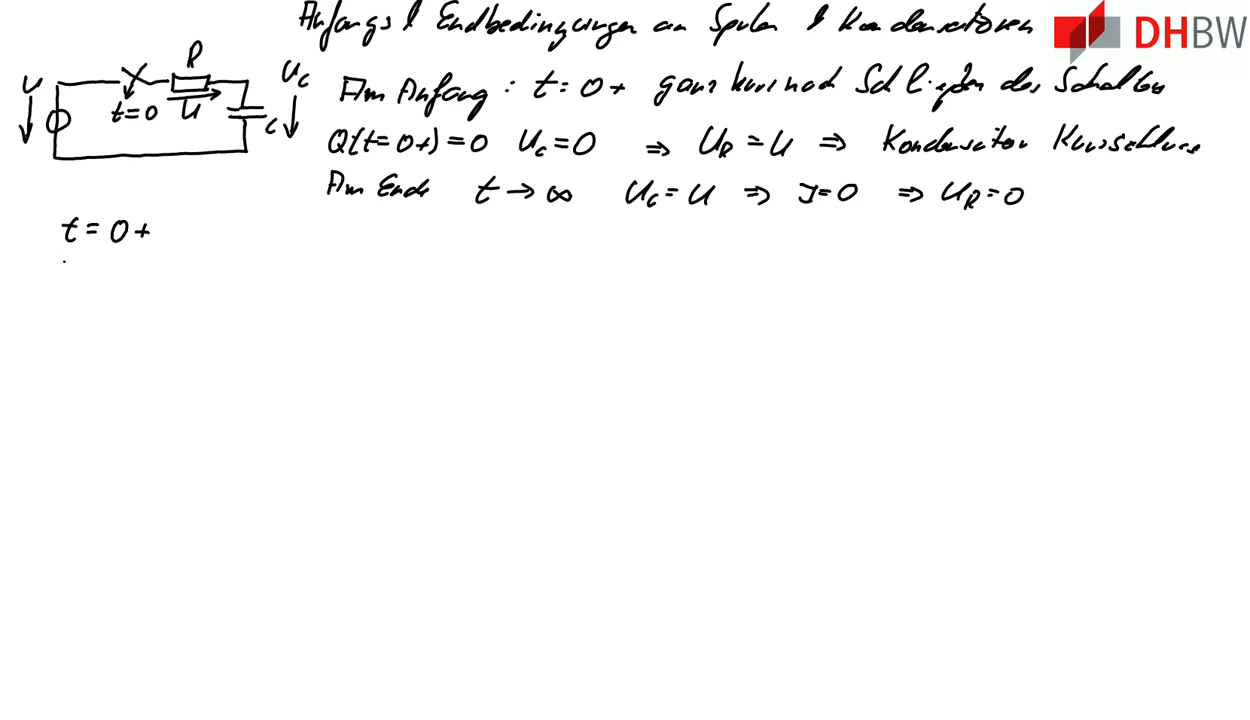 Anfangs & Endbedingungen an Spulen & Kondensatoren
DHBW
U
R
U_C
t=0
U
C
Am Anfang : t = 0+ ganz kurz nach Schließen des Schalters
Q(t=0+) = 0 U_C = 0 ⇒ U_R = U ⇒ Kondensator Kurzschluss
Am Ende t → ∞ U_C = U ⇒ I = 0 ⇒ U_R = 0
t = 0+